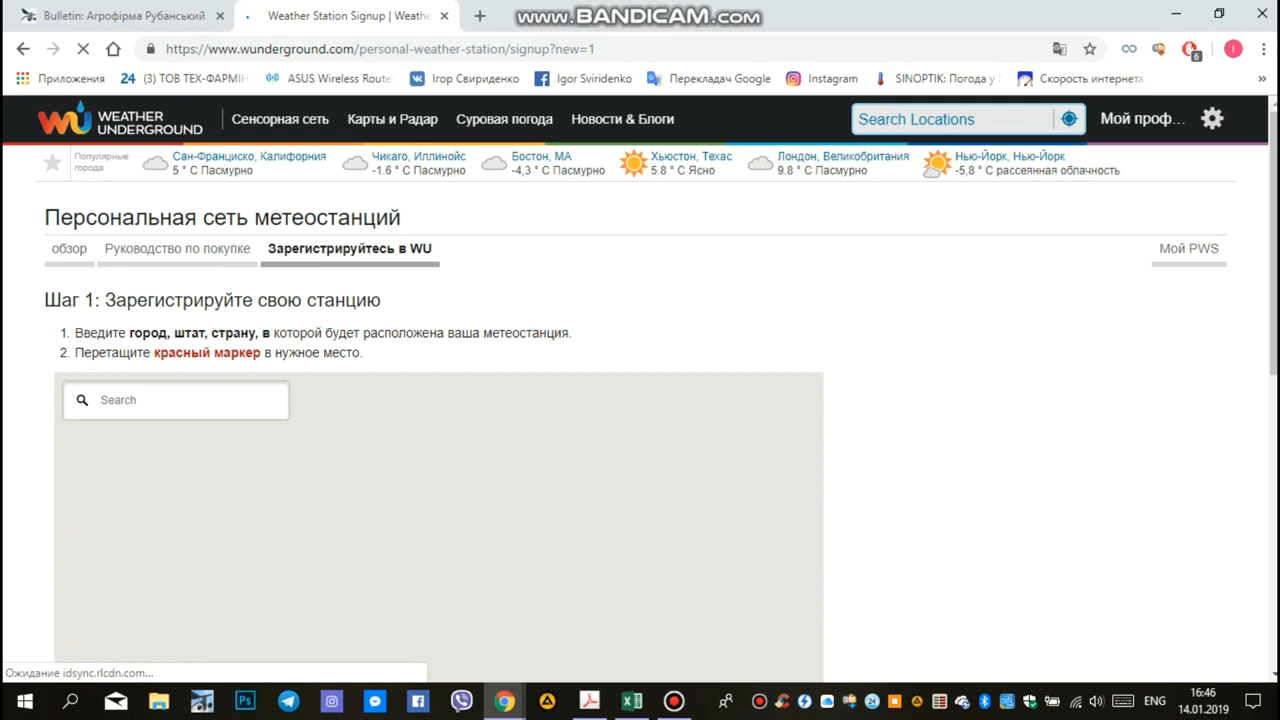 Bulletin: Агрофірма Рубанський
Weather Station Signup | Weathe
www.BANDICAM.com
https://www.wunderground.com/personal-weather-station/signup?new=1
6
I
Приложения
24 (3) ТОВ ТЕХ-ФАРМІН
ASUS Wireless Route
Ігор Свириденко
Igor Sviridenko
Перекладач Google
Instagram
SINOPTIK: Погода у
Скорость интернета
WU WEATHER UNDERGROUND
Сенсорная сеть
Карты и Радар
Суровая погода
Новости & Блоги
Search Locations
Мой проф...
Популярные города
Сан-Франциско, Калифорния
5 ° C Пасмурно
Чикаго, Иллинойс
-1.6 ° C Пасмурно
Бостон, МА
-4,3 ° C Пасмурно
Хьюстон, Техас
5.8 ° C Ясно
Лондон, Великобритания
9.8 ° C Пасмурно
Нью-Йорк, Нью-Йорк
-5,8 ° C рассеянная облачность
Персональная сеть метеостанций
обзор
Руководство по покупке
Зарегистрируйтесь в WU
Мой PWS
Шаг 1: Зарегистрируйте свою станцию
1. Введите город, штат, страну, в которой будет расположена ваша метеостанция.
2. Перетащите красный маркер в нужное место.
Search
Ожидание idsync.rlcdn.com...
Ps
24
ENG
16:46
14.01.2019